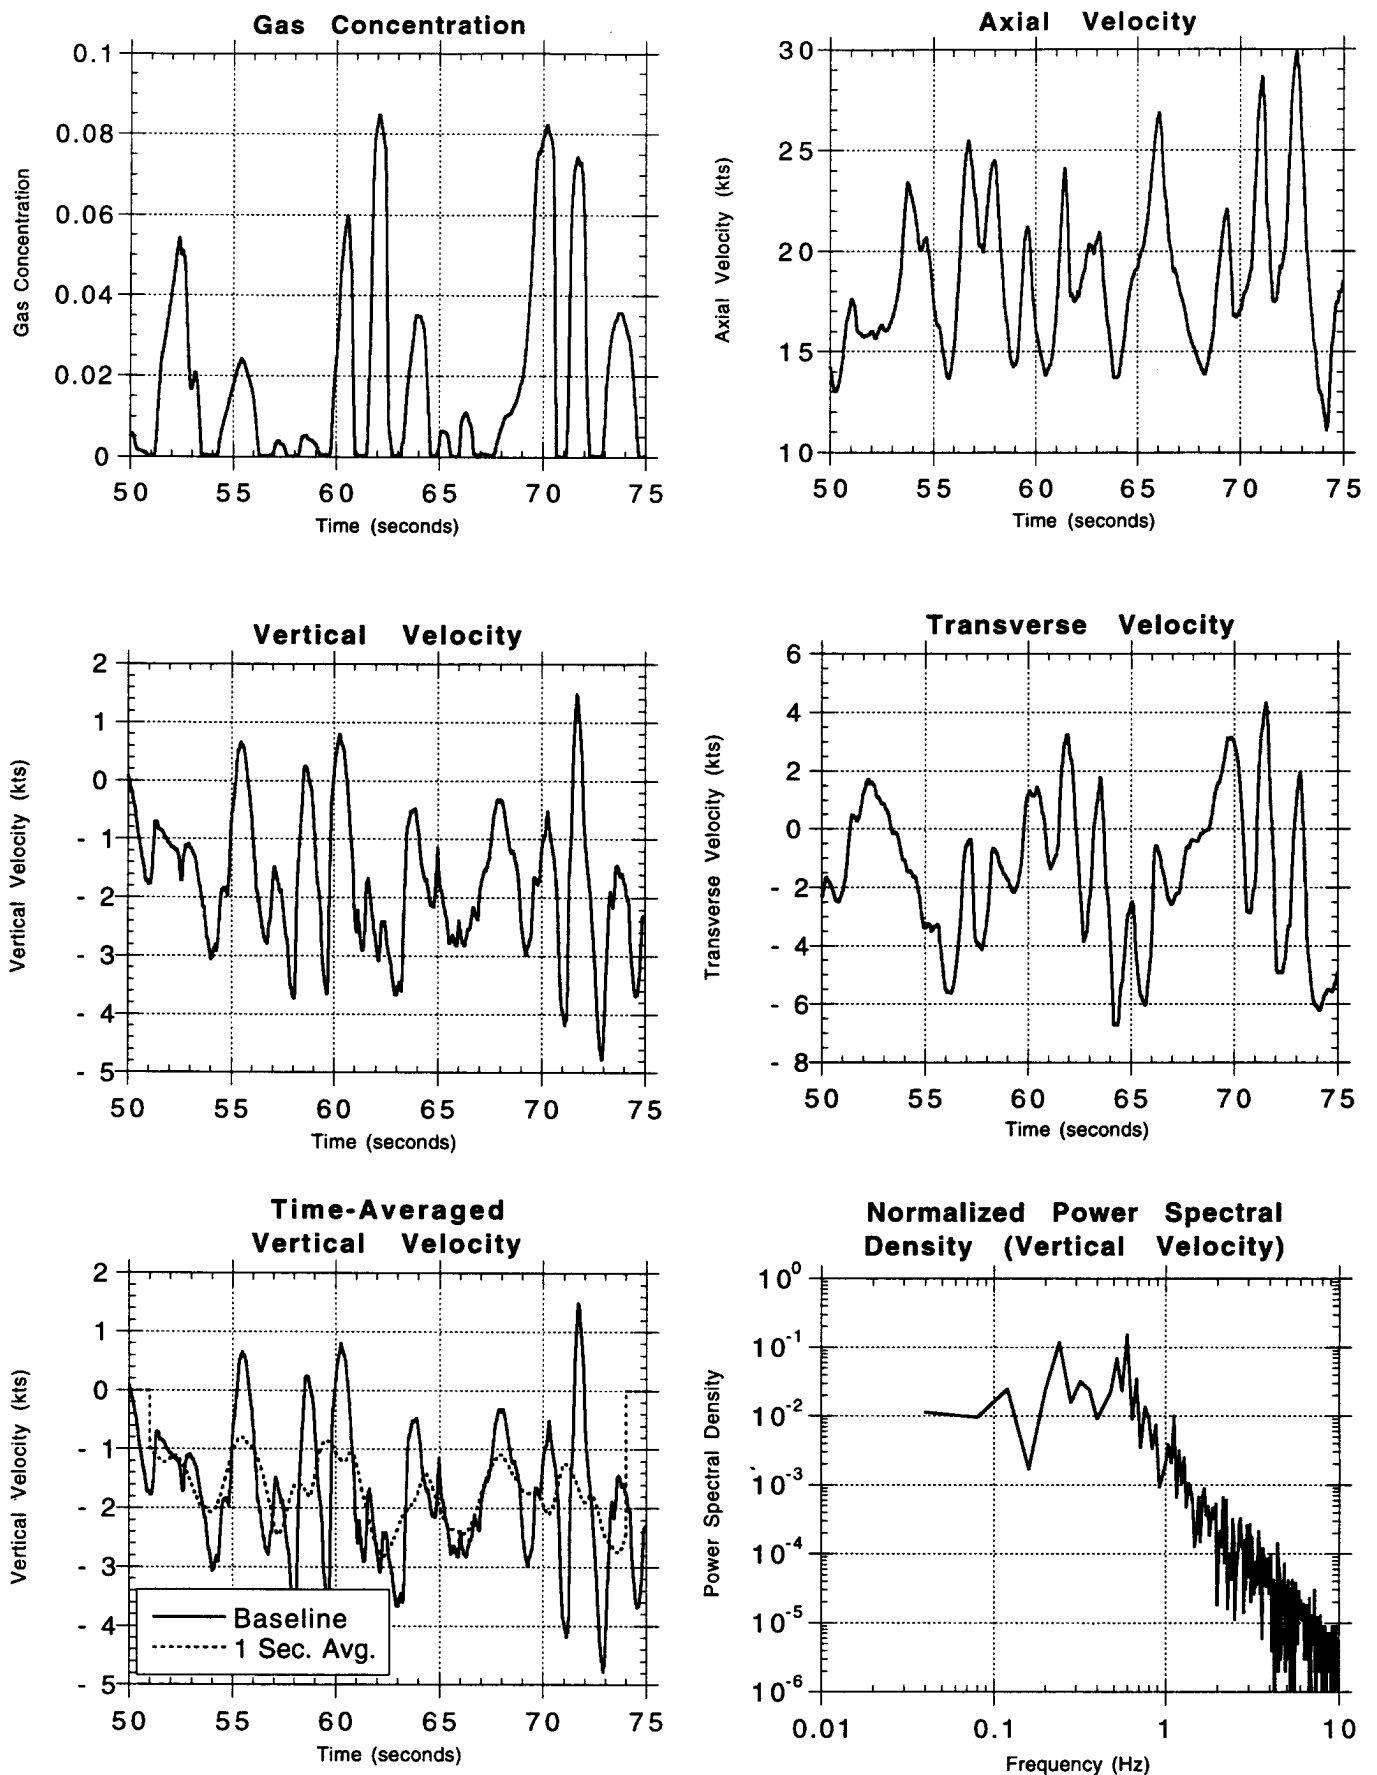 Gas Concentration
0.1
0.08
0.06
0.04
0.02
0
Gas Concentration
50 55 60 65 70 75
Time (seconds)
Axial Velocity
30
25
20
15
10
Axial Velocity (kts)
50 55 60 65 70 75
Time (seconds)
Vertical Velocity
2
1
0
- 1
- 2
- 3
- 4
- 5
Vertical Velocity (kts)
50 55 60 65 70 75
Time (seconds)
Transverse Velocity
6
4
2
0
- 2
- 4
- 6
- 8
Transverse Velocity (kts)
50 55 60 65 70 75
Time (seconds)
Time-Averaged
Vertical Velocity
2
1
0
- 1
- 2
- 3
- 4
- 5
Vertical Velocity (kts)
Baseline
1 Sec. Avg.
50 55 60 65 70 75
Time (seconds)
Normalized Power Spectral
Density (Vertical Velocity)
10^0
10^-1
10^-2
10^-3
10^-4
10^-5
10^-6
Power Spectral Density
0.01 0.1 1 10
Frequency (Hz)